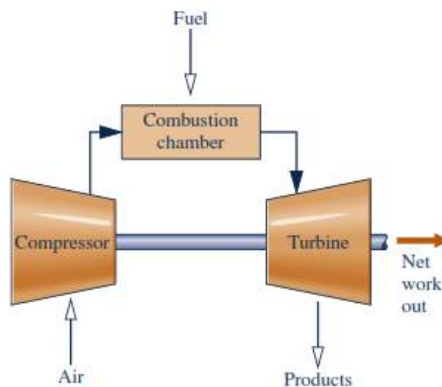 Fuel
Combustion
chamber
Compressor
Turbine
Net
work
out
Air
Products